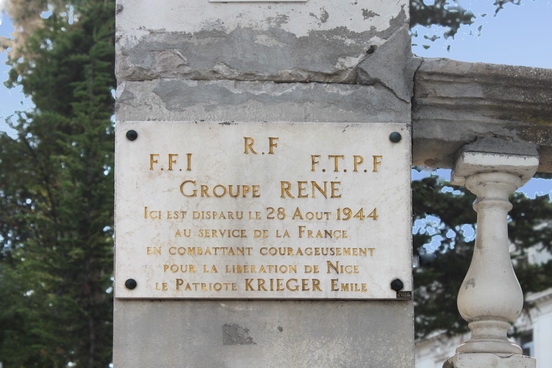 R.F
F.F.I F.T.P.F
GROUPE RENE
ICI EST DISPARU LE 28 AOUT 1944
AU SERVICE DE LA FRANCE
EN COMBATTANT COURAGEUSEMENT
POUR LA LIBERATION DE NICE
LE PATRIOTE KRIEGER EMILE